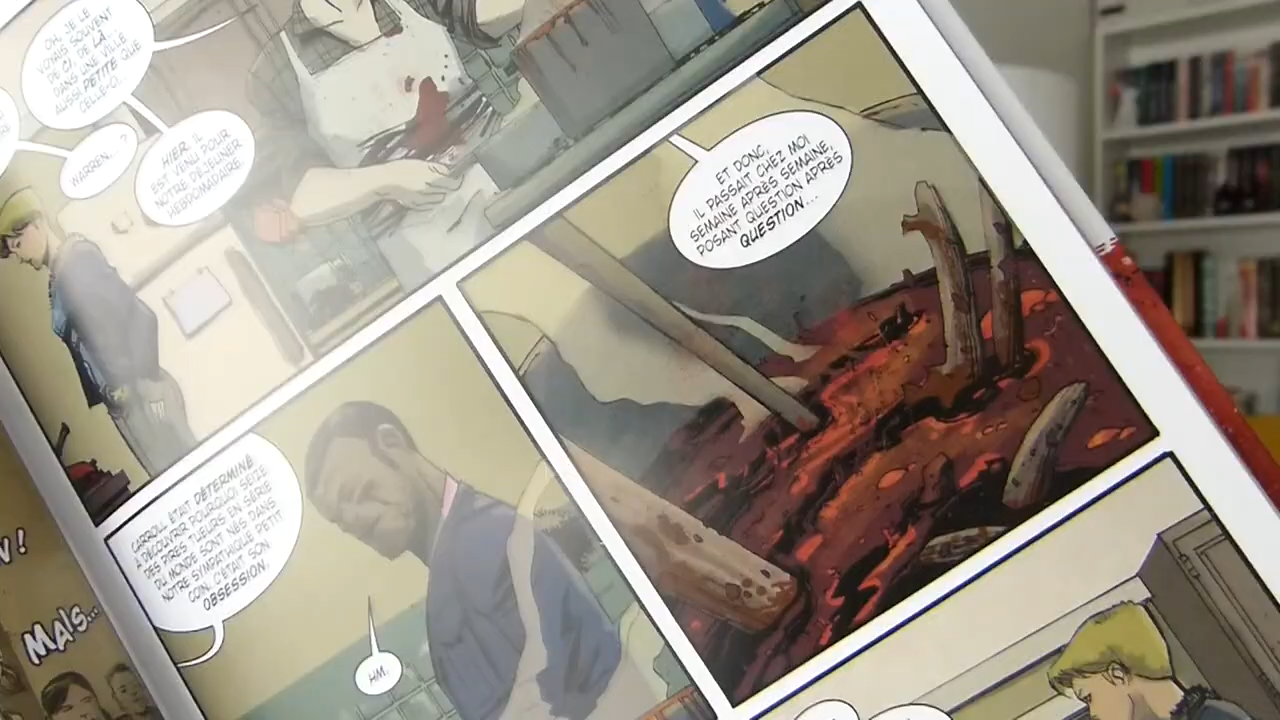 OH, JE LE
VOYAIS SOUVENT
DE-CI, DE-LÀ
DANS UNE VILLE
AUSSI PETITE QUE
CELLE-CI...
WARREN...?
HIER, IL
EST VENU POUR
NOTRE DÉJEUNER
HEBDOMADAIRE.
ET DONC,
IL PASSAIT CHEZ MOI
SEMAINE APRÈS SEMAINE,
POSANT QUESTION APRÈS
QUESTION...
CARROLL ÉTAIT DÉTERMINÉ
À DÉCOUVRIR POURQUOI SEIZE
DES PIRES TUEURS EN SÉRIE
DU MONDE SONT NÉS DANS
NOTRE SYMPATHIQUE PETIT
COIN. C'ÉTAIT SON
OBSESSION.
HM.
MAIS...